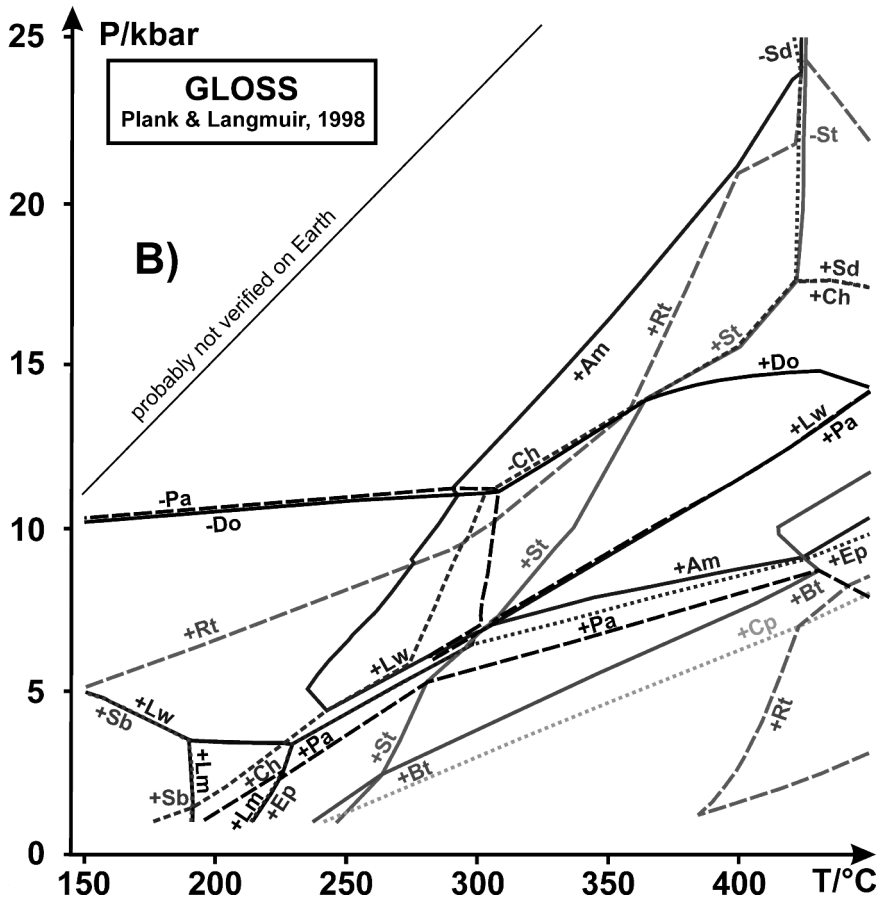 25
P/kbar
GLOSS
Plank & Langmuir, 1998
-Sd
-St
20
B)
probably not verified on Earth
+Sd
+Ch
+Rt
+St
+Am
15
+Do
+Lw
+Pa
-Ch
-Pa
-Do
10
+St
+Am
+Ep
+Rt
+Bt
+Pa
+Cp
+Lw
5
+Lw
+Sb
+Rt
+Pa
+St
+Lm
+Ch
+Bt
+Sb
+Lm
+Ep
0
150
200
250
300
350
400
T/°C